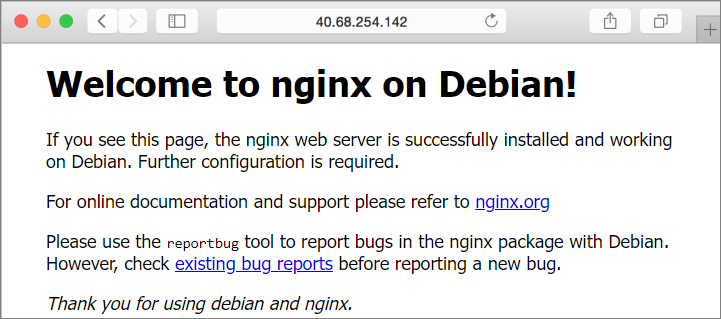 40.68.254.142
Welcome to nginx on Debian!
If you see this page, the nginx web server is successfully installed and working
on Debian. Further configuration is required.
For online documentation and support please refer to nginx.org
Please use the reportbug tool to report bugs in the nginx package with Debian.
However, check existing bug reports before reporting a new bug.
Thank you for using debian and nginx.